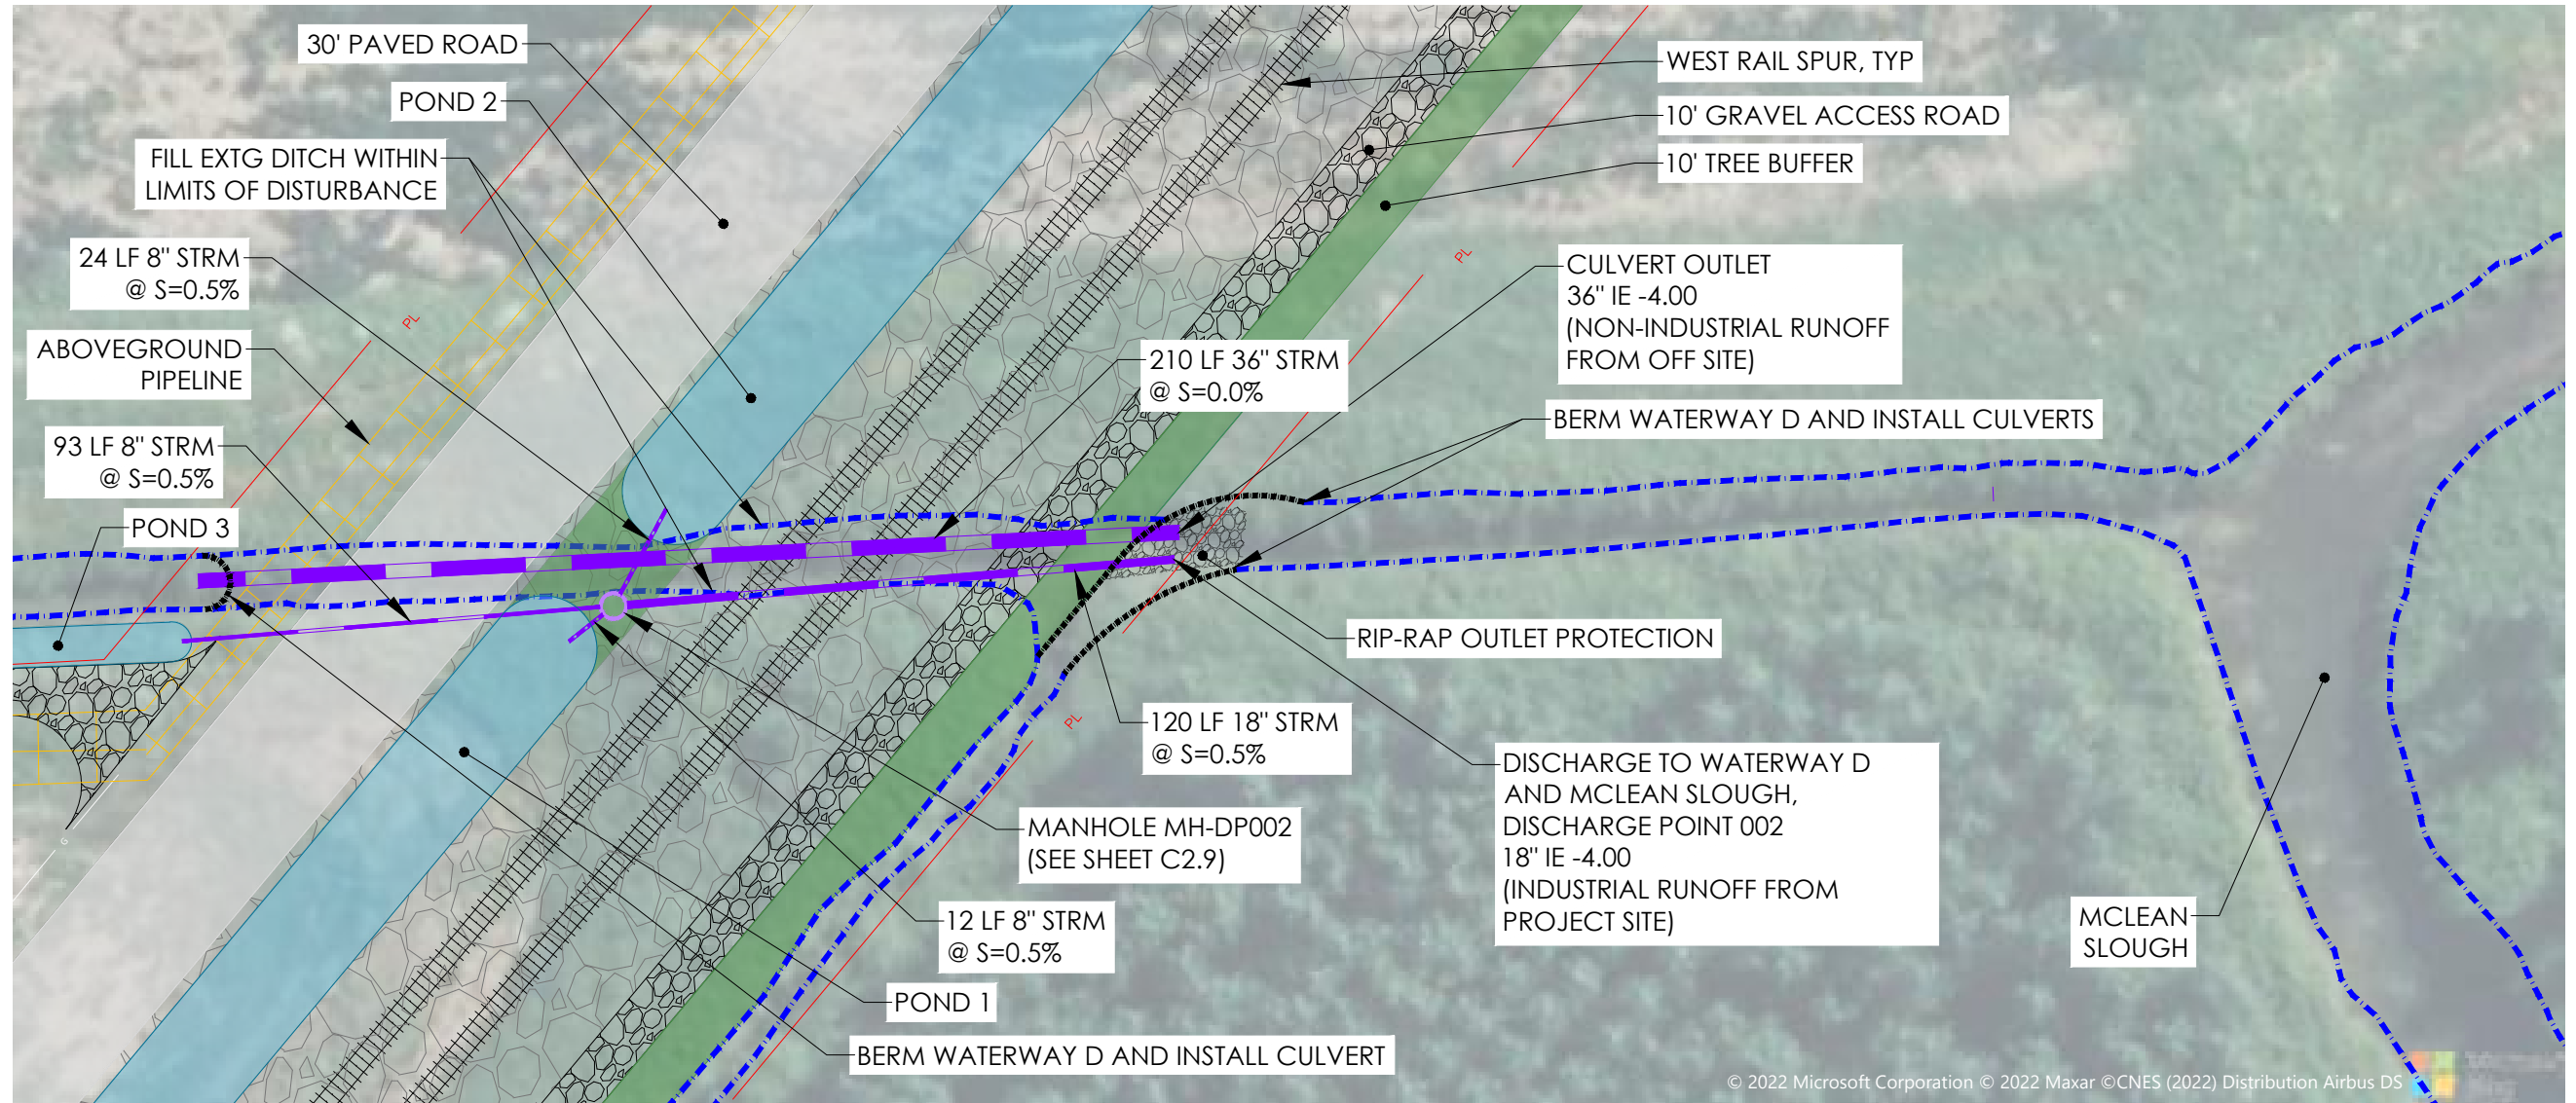 30' PAVED ROAD
POND 2
FILL EXTG DITCH WITHIN
LIMITS OF DISTURBANCE
24 LF 8" STRM
@ S=0.5%
ABOVEGROUND
PIPELINE
93 LF 8" STRM
@ S=0.5%
POND 3
PL
WEST RAIL SPUR, TYP
10' GRAVEL ACCESS ROAD
10' TREE BUFFER
PL
CULVERT OUTLET
36" IE -4.00
(NON-INDUSTRIAL RUNOFF
FROM OFF SITE)
210 LF 36" STRM
@ S=0.0%
BERM WATERWAY D AND INSTALL CULVERTS
RIP-RAP OUTLET PROTECTION
PL
120 LF 18" STRM
@ S=0.5%
DISCHARGE TO WATERWAY D
AND MCLEAN SLOUGH,
DISCHARGE POINT 002
18" IE -4.00
(INDUSTRIAL RUNOFF FROM
PROJECT SITE)
MANHOLE MH-DP002
(SEE SHEET C2.9)
12 LF 8" STRM
@ S=0.5%
POND 1
BERM WATERWAY D AND INSTALL CULVERT
MCLEAN
SLOUGH
G
© 2022 Microsoft Corporation © 2022 Maxar ©CNES (2022) Distribution Airbus DS